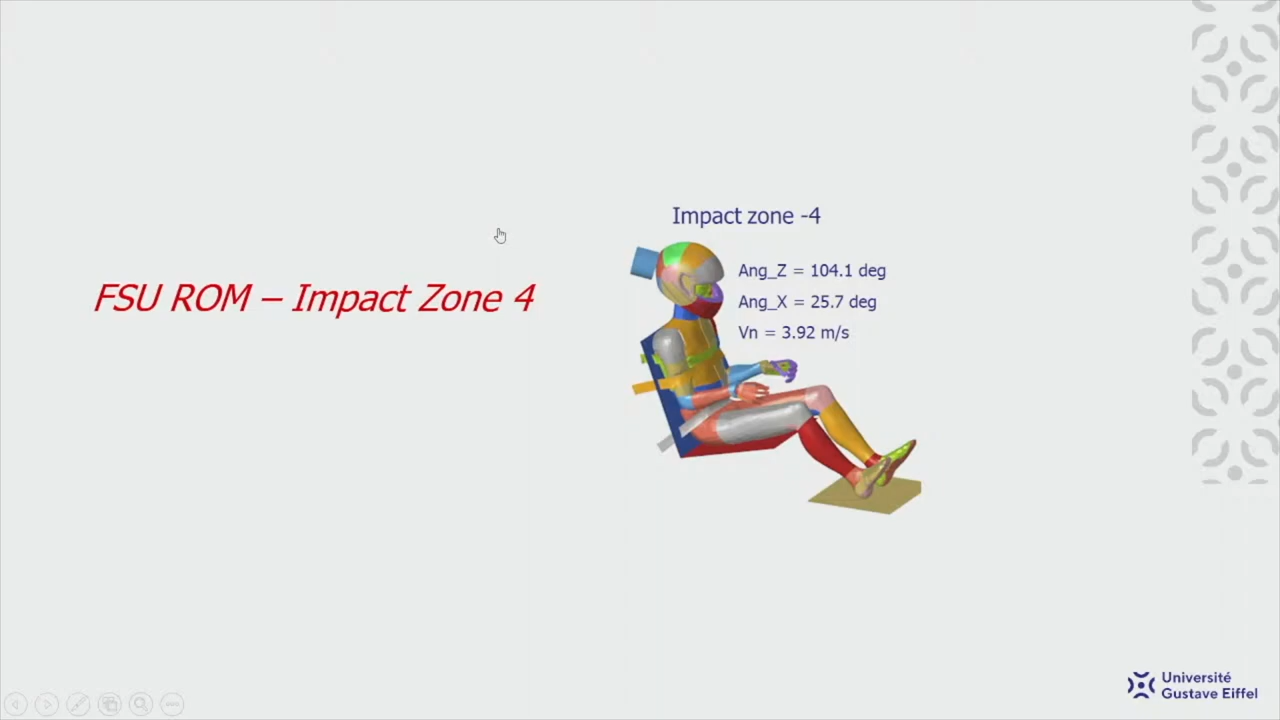 FSU ROM – Impact Zone 4
Impact zone -4
Ang_Z = 104.1 deg
Ang_X = 25.7 deg
Vn = 3.92 m/s
Université
Gustave Eiffel